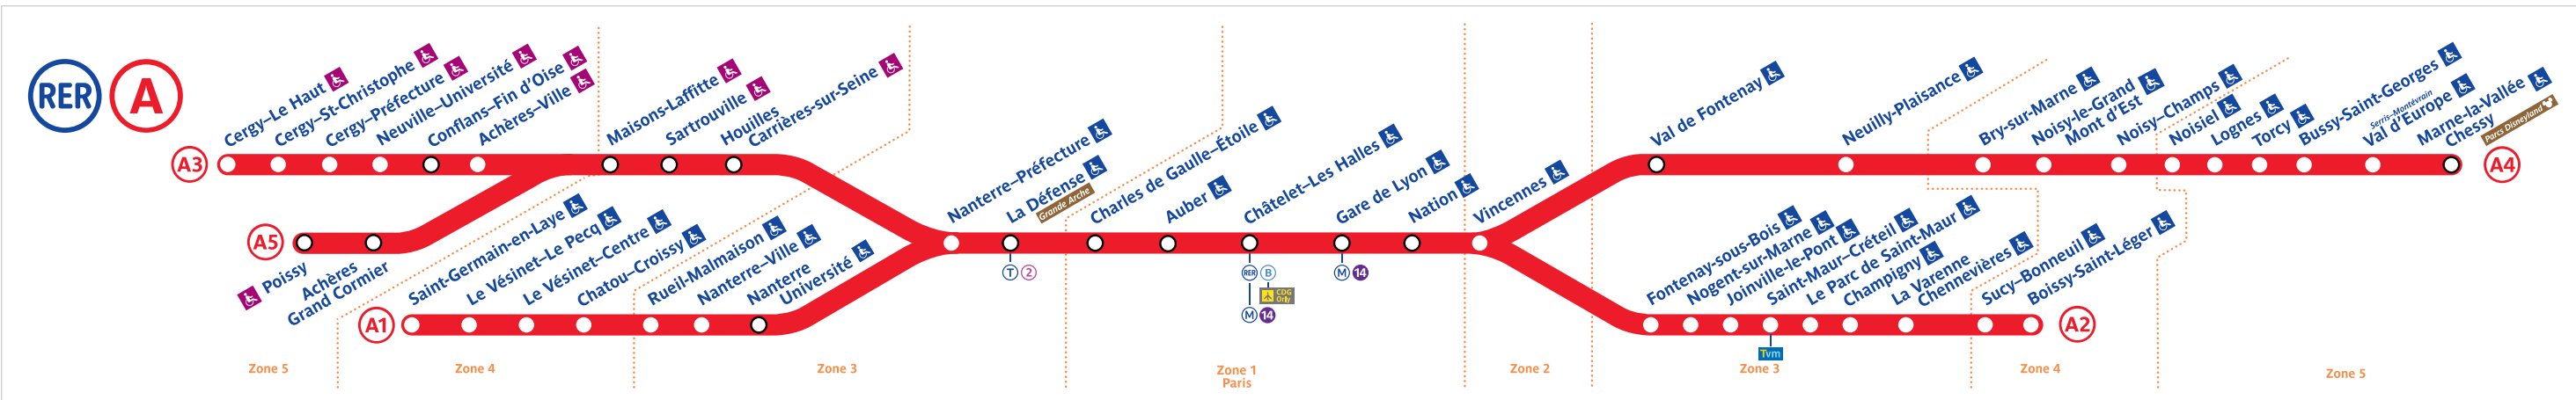 RER A
A3
Cergy–Le Haut
Cergy–St-Christophe
Cergy–Préfecture
Neuville–Université
Conflans–Fin d'Oise
Achères–Ville
Maisons-Laffitte
Sartrouville
Houilles
Carrières-sur-Seine
A5
Poissy
Achères
Grand Cormier
A1
Saint-Germain-en-Laye
Le Vésinet–Le Pecq
Le Vésinet–Centre
Chatou–Croissy
Rueil-Malmaison
Nanterre–Ville
Nanterre
Université
Nanterre–Préfecture
La Défense
Grande Arche
T 2
Charles de Gaulle–Étoile
Auber
Châtelet–Les Halles
RER B
CDG
Only
M 14
Gare de Lyon
M 14
Nation
Vincennes
Val de Fontenay
Neuilly-Plaisance
Bry-sur-Marne
Noisy-le-Grand
Mont d'Est
Noisy–Champs
Noisiel
Lognes
Torcy
Bussy-Saint-Georges
Serris–Montévrain
Val d'Europe
Marne-la-Vallée
Chessy
Parcs Disneyland
A4
Fontenay-sous-Bois
Nogent-sur-Marne
Joinville-le-Pont
Saint-Maur–Créteil
Tvm
Le Parc de Saint-Maur
Champigny
La Varenne
Chennevières
Sucy–Bonneuil
Boissy-Saint-Léger
A2
Zone 5
Zone 4
Zone 3
Zone 1
Paris
Zone 2
Zone 3
Zone 4
Zone 5